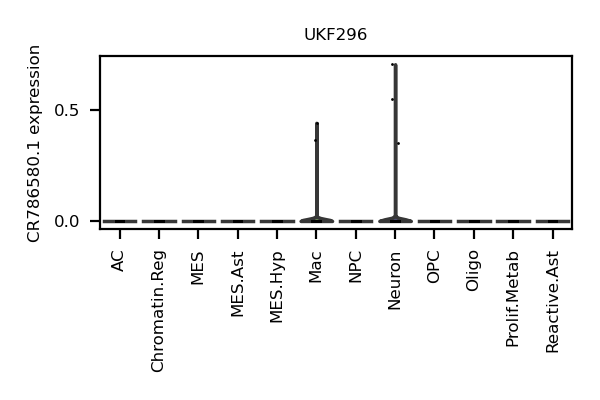 UKF296
CR786580.1 expression
0.5
0.0
AC
Chromatin.Reg
MES
MES.Ast
MES.Hyp
Mac
NPC
Neuron
OPC
Oligo
Prolif.Metab
Reactive.Ast